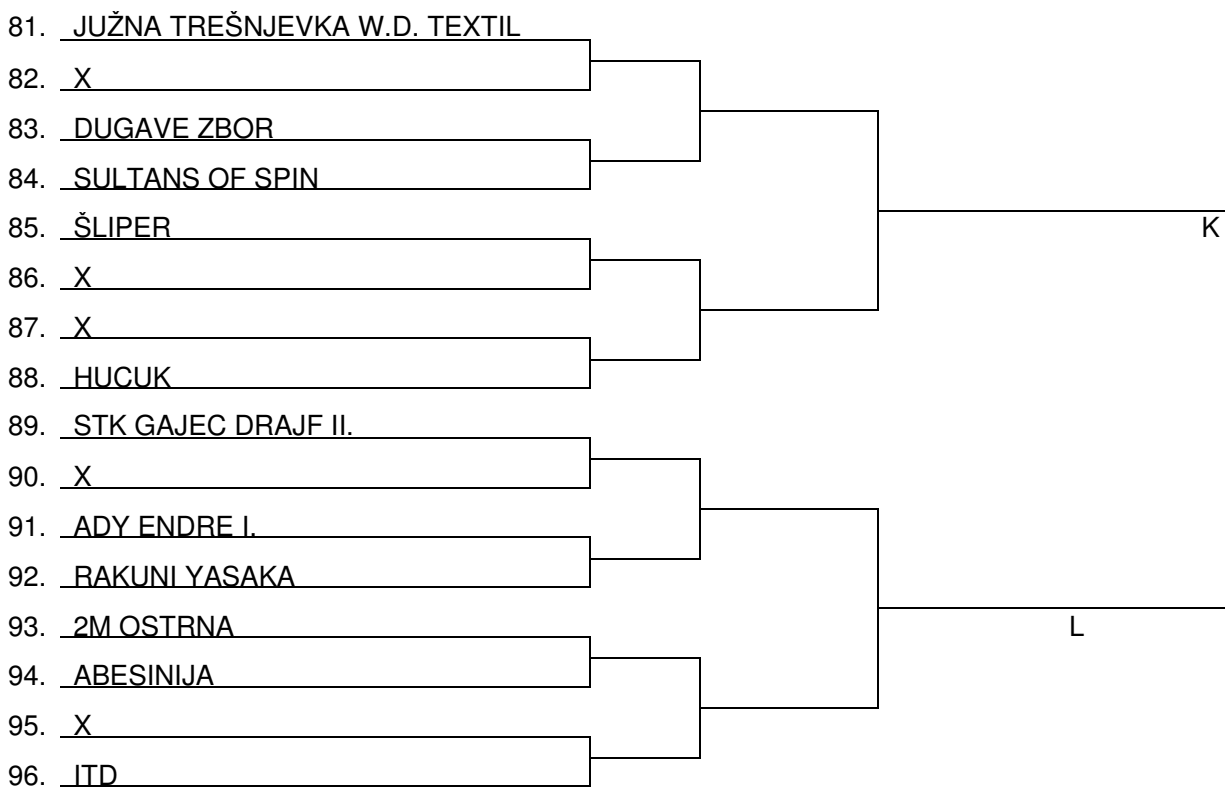 81. JUŽNA TREŠNJEVKA W.D. TEXTIL
82. X
83. DUGAVE ZBOR
84. SULTANS OF SPIN
85. ŠLIPER
K
86. X
87. X
88. HUCUK
89. STK GAJEC DRAJF II.
90. X
91. ADY ENDRE I.
92. RAKUNI YASAKA
93. 2M OSTRNA
L
94. ABESINIJA
95. X
96. ITD